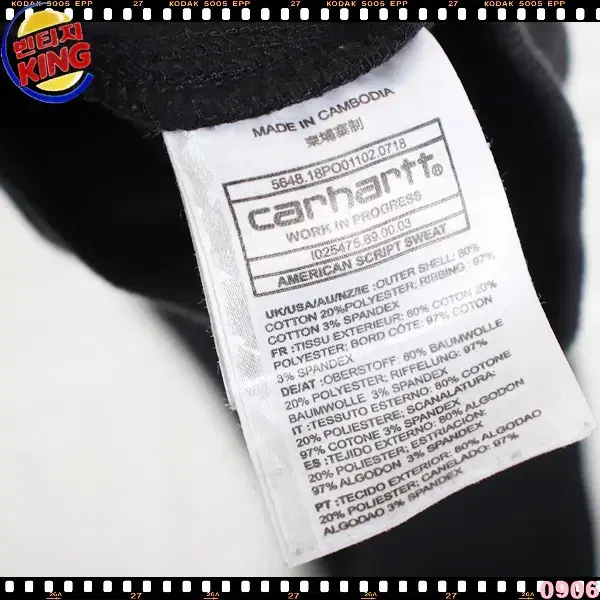 KODAK 5005 EPP KODAK 5005 EPP KODAK 5005 EPP KODAK 5005 EPP
빈티지
KING
MADE IN CAMBODIA
柬埔寨制
5648.18PO01102.0718
carhartt®
WORK IN PROGRESS
I025475.89.00.03
AMERICAN SCRIPT SWEAT
UK/USA/AU/NZ/IE :OUTER SHELL: 80%
COTTON 20%POLYESTER; RIBBING : 97%
COTTON 3% SPANDEX
FR :TISSU EXTERIEUR: 80% COTON 20%
POLYESTER; BORD CÔTE: 97% COTON
3% SPANDEX
DE/AT :OBERSTOFF: 80% BAUMWOLLE
20% POLYESTER; RIFFELUNG: 97%
BAUMWOLLE 3% SPANDEX
IT :TESSUTO ESTERNO: 80% COTONE
20% POLIESTERE; SCANALATURA:
97% COTONE 3% SPANDEX
ES :TEJIDO EXTERNO: 80% ALGODON
20% POLIESTER; ESTRIACIÓN:
97% ALGODON 3% SPANDEX
PT :TECIDO EXTERIOR: 80% ALGODAO
20% POLIESTER; CANELADO: 97%
ALGODAO 3% SPANDEX
26A 27 26A 27 26A 27 26A
0906